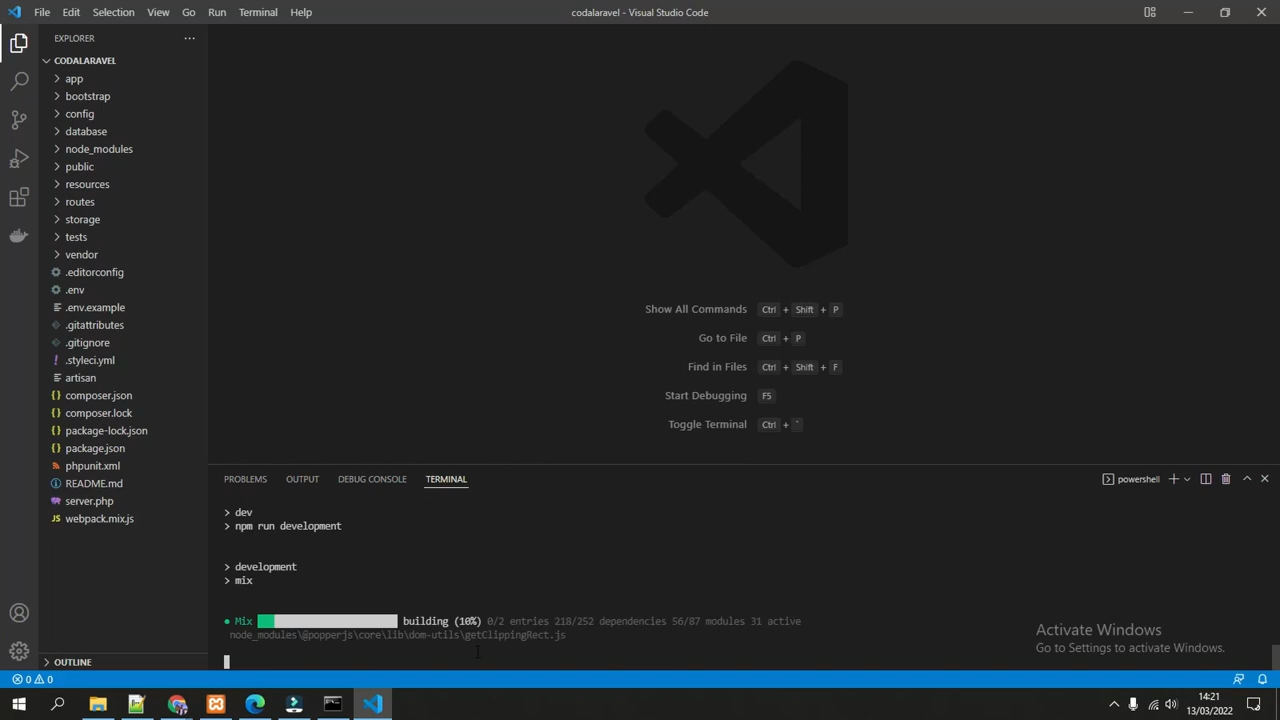 File Edit Selection View Go Run Terminal Help codalaravel - Visual Studio Code
EXPLORER
CODALARAVEL
app
bootstrap
config
database
node_modules
public
resources
routes
storage
tests
vendor
.editorconfig
.env
.env.example
.gitattributes
.gitignore
.styleci.yml
artisan
composer.json
composer.lock
package-lock.json
package.json
phpunit.xml
README.md
server.php
webpack.mix.js
OUTLINE
Show All Commands Ctrl + Shift + P
Go to File Ctrl + P
Find in Files Ctrl + Shift + F
Start Debugging F5
Toggle Terminal Ctrl + `
PROBLEMS OUTPUT DEBUG CONSOLE TERMINAL powershell
> dev
> npm run development
> development
> mix
● Mix building (10%) 0/2 entries 218/252 dependencies 56/87 modules 31 active
node_modules\@popperjs\core\lib\dom-utils\getClippingRect.js
Activate Windows
Go to Settings to activate Windows.
0 0
14:21
13/03/2022